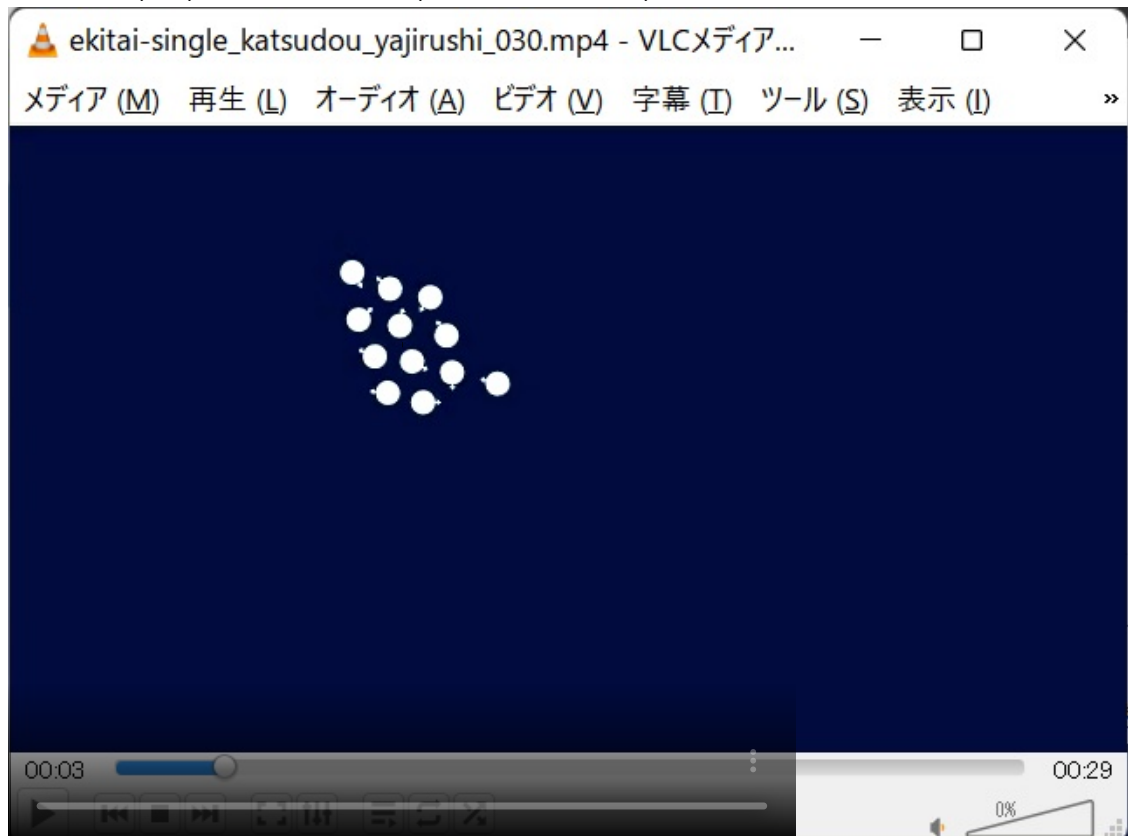 ekitai-single_katsudou_yajirushi_030.mp4 - VLCメディア...
メディア (M) 再生 (L) オーディオ (A) ビデオ (V) 字幕 (T) ツール (S) 表示 (I) »
00:03 00:29
0%